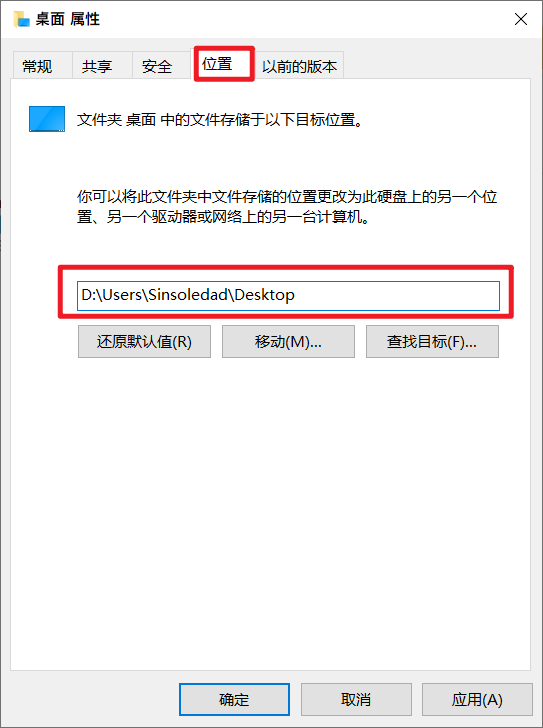 桌面 属性
常规 共享 安全 位置 以前的版本
文件夹 桌面 中的文件存储于以下目标位置。
你可以将此文件夹中文件存储的位置更改为此硬盘上的另一个位
置、另一个驱动器或网络上的另一台计算机。
D:\Users\Sinsoledad\Desktop
还原默认值(R) 移动(M)... 查找目标(F)...
确定 取消 应用(A)